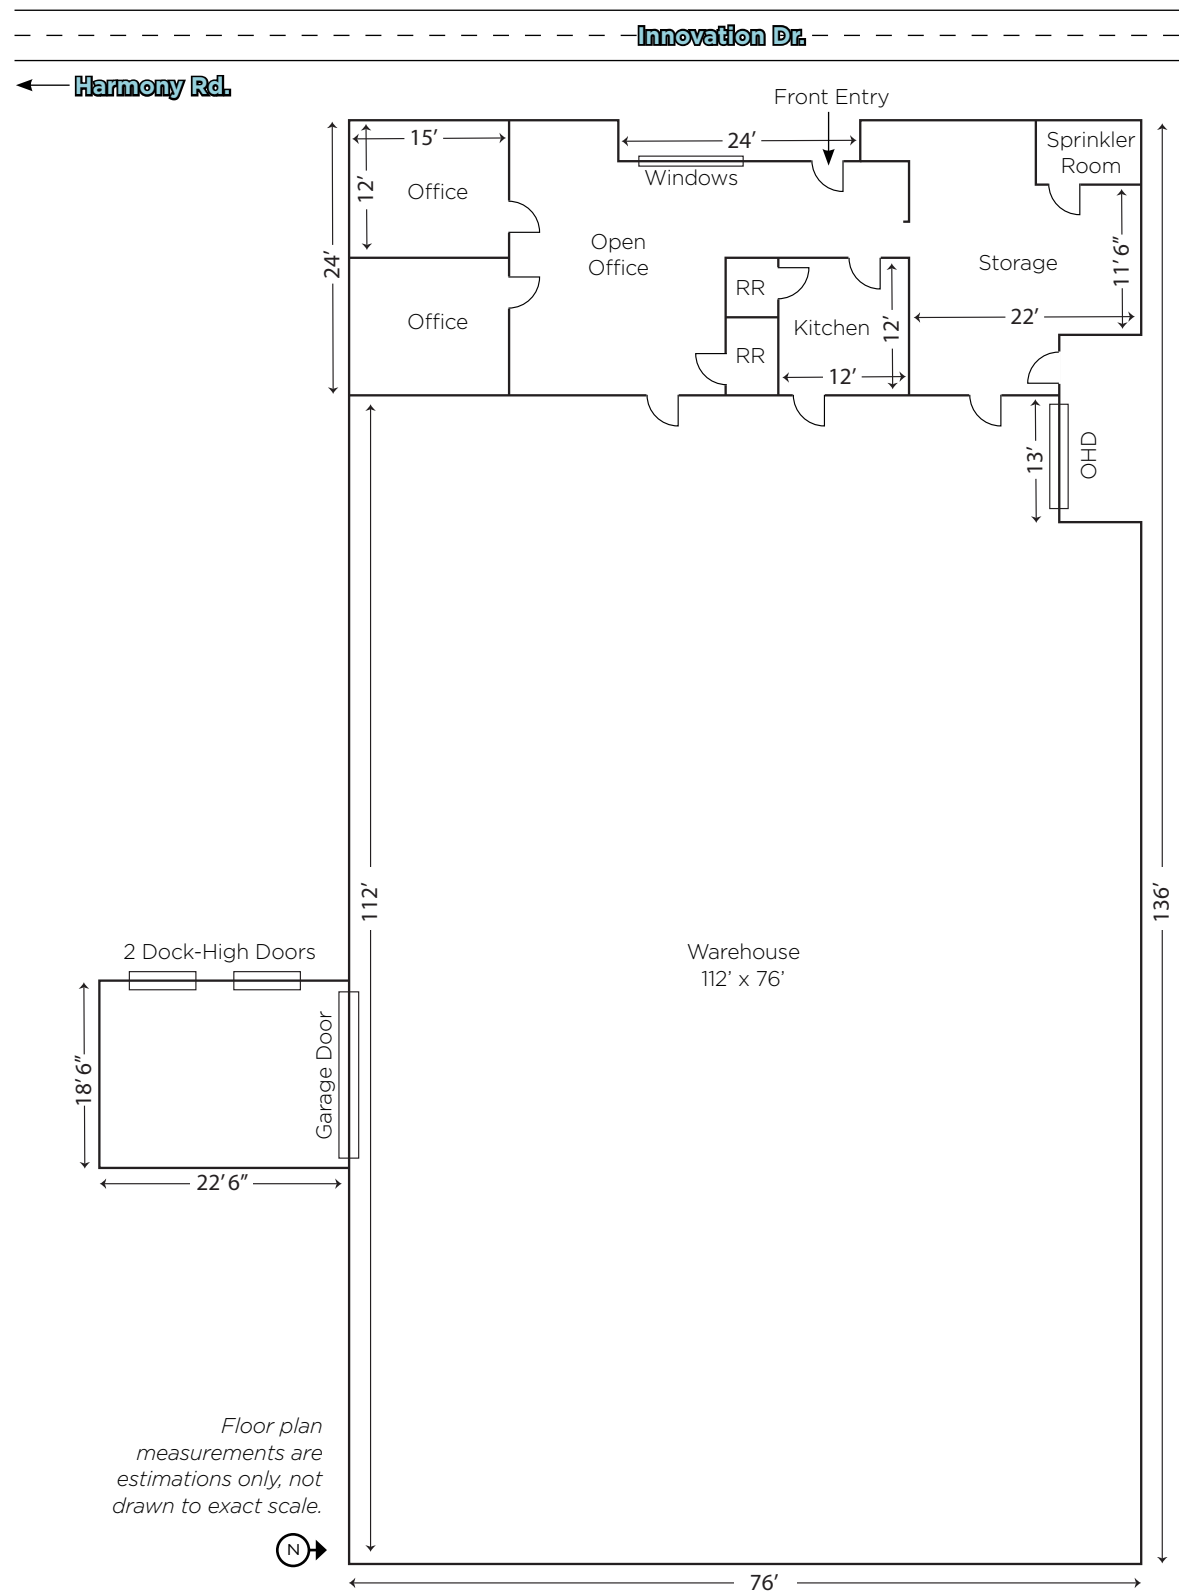 Innovation Dr.
Harmony Rd.
Front Entry
15’
24’
Sprinkler
Room
12’
Office
Windows
24’
Open
Office
Storage
11’ 6”
RR
Office
Kitchen
12’
22’
RR
12’
13’
OHD
112’
136’
2 Dock-High Doors
Warehouse
112’ x 76’
Garage Door
18’ 6”
22’ 6”
Floor plan
measurements are
estimations only, not
drawn to exact scale.
N
76’